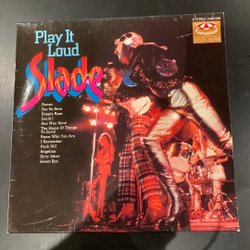 Play It
Loud
Slade
Raven
See Us Here
Dapple Rose
Could I
One Way Hotel
The Shape Of Things
To Come
Know Who You Are
I Remember
Pouk Hill
Angelina
Dirty Joker
Sweet Box
STEREO